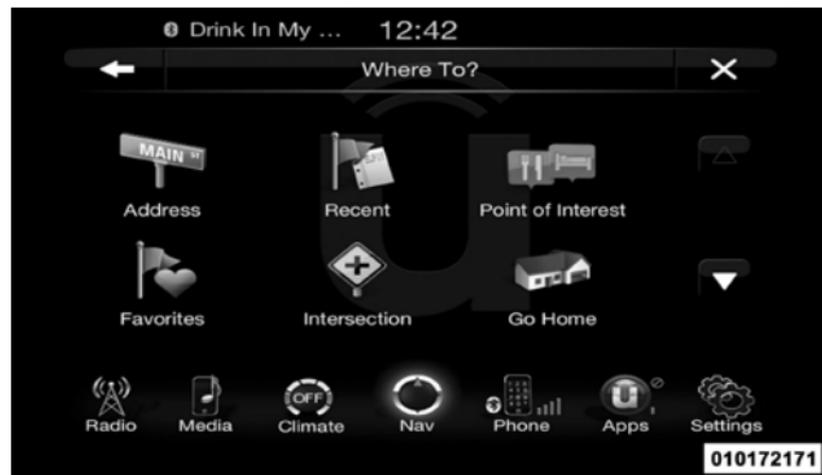 Drink In My ... 12:42
Where To?
MAIN ST
Address Recent Point of Interest
Favorites Intersection Go Home
OFF
Radio Media Climate Nav Phone Apps Settings
010172171